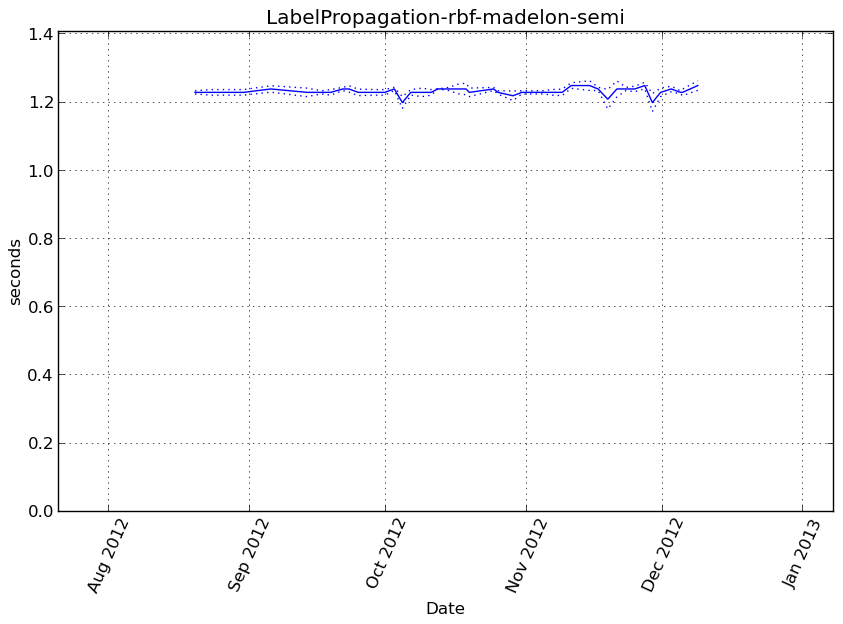 LabelPropagation-rbf-madelon-semi
1.4
1.2
1.0
0.8
0.6
0.4
0.2
0.0
seconds
Aug 2012
Sep 2012
Oct 2012
Nov 2012
Dec 2012
Jan 2013
Date